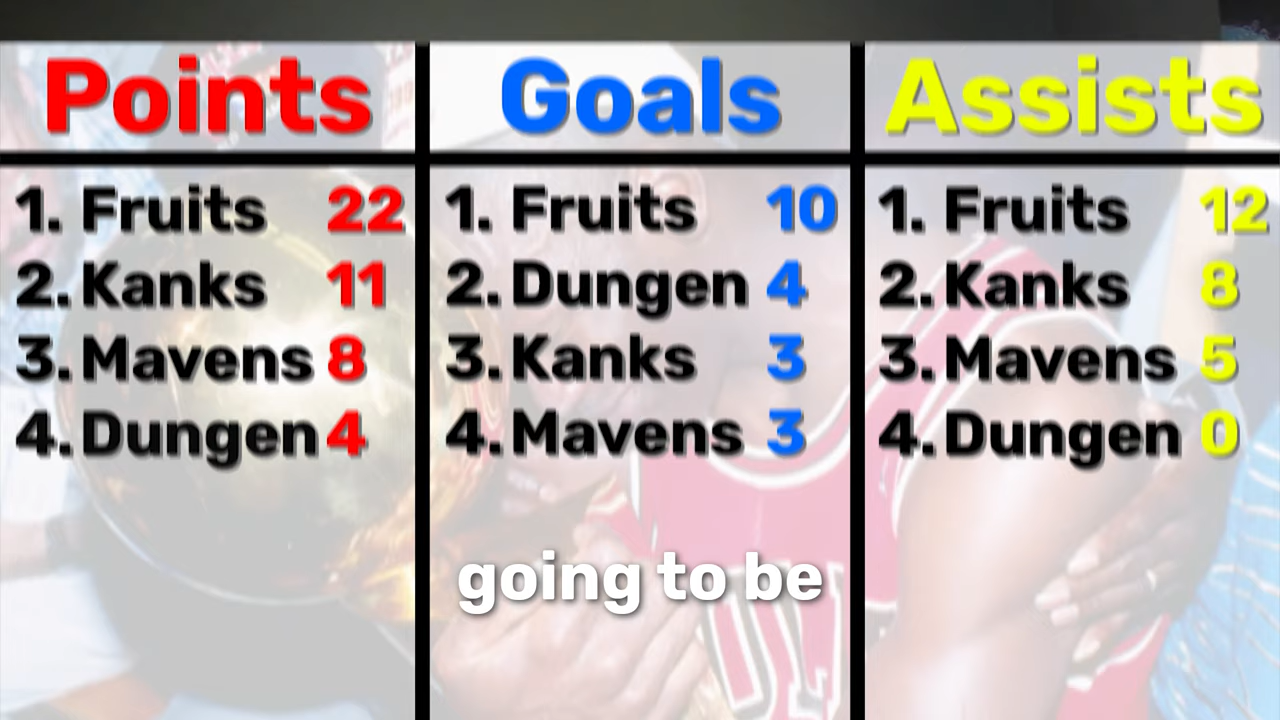 Points
1. Fruits 22
2. Kanks 11
3. Mavens 8
4. Dungen 4
Goals
1. Fruits 10
2. Dungen 4
3. Kanks 3
4. Mavens 3
Assists
1. Fruits 12
2. Kanks 8
3. Mavens 5
4. Dungen 0
going to be